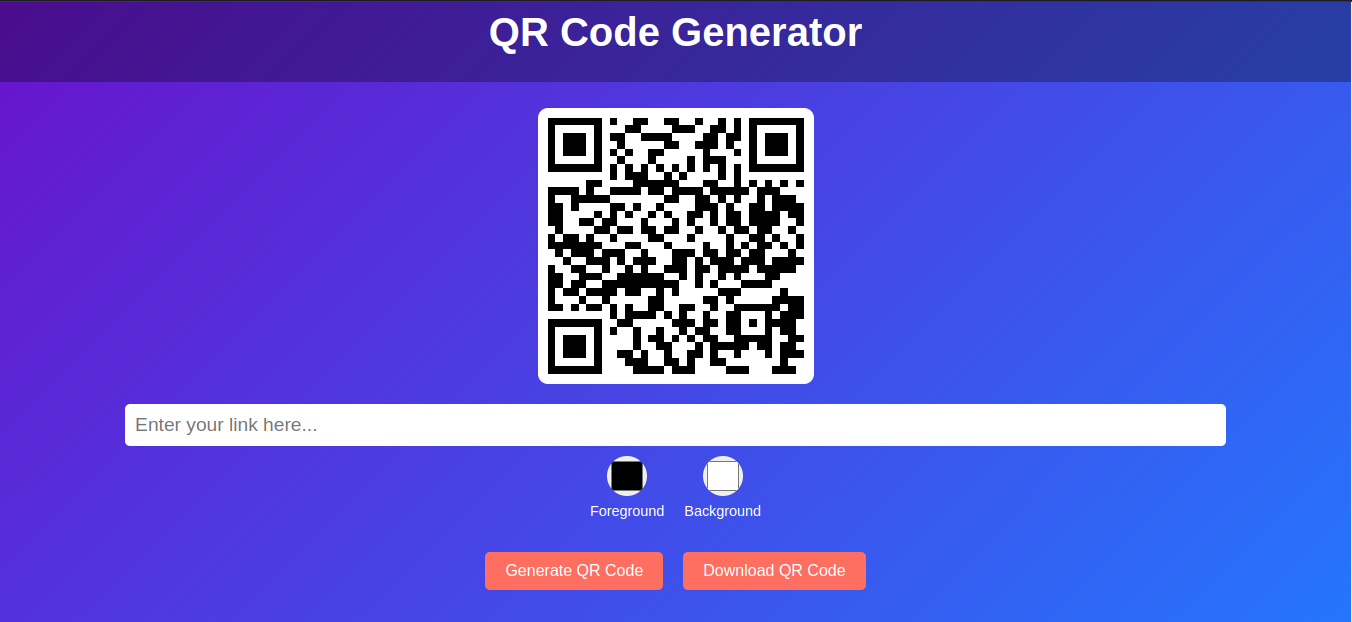 QR Code Generator
Enter your link here...
Foreground Background
Generate QR Code Download QR Code